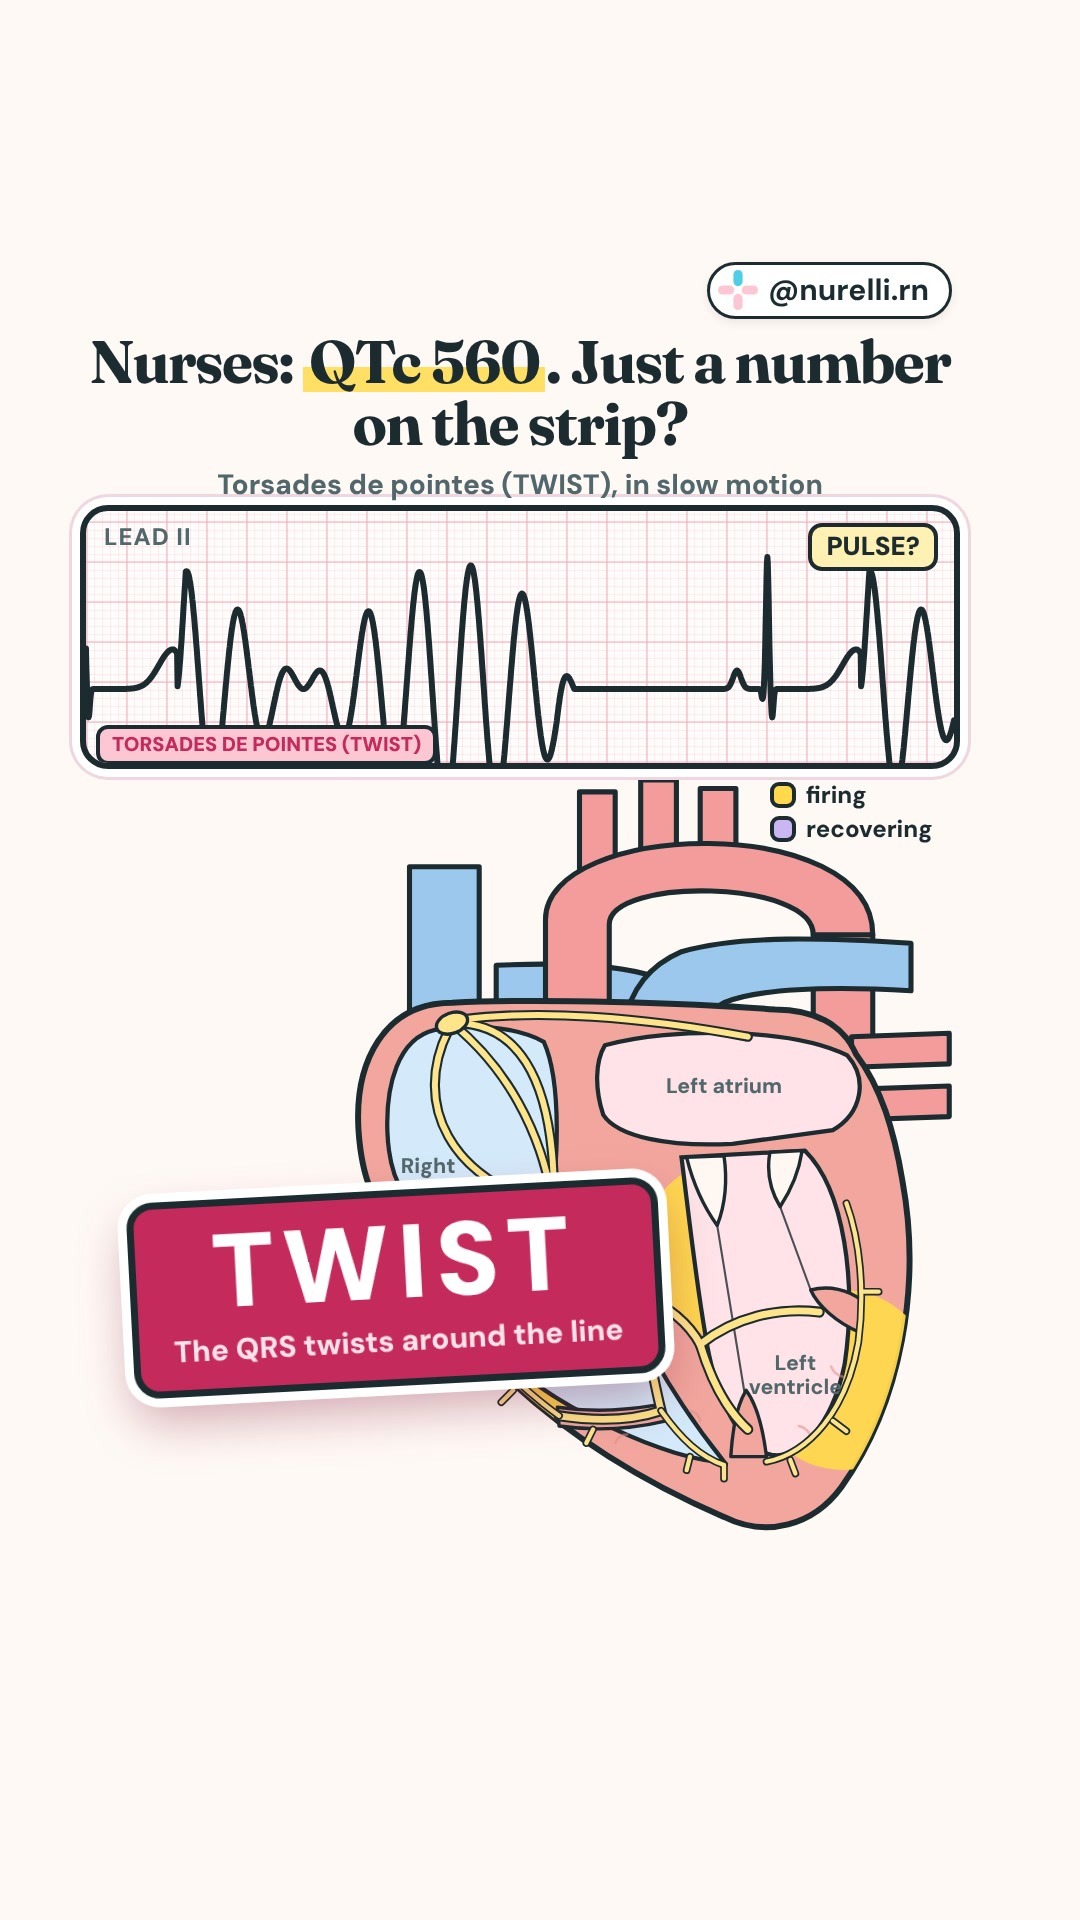 @nurelli.rn
Nurses: QTc 560. Just a number
on the strip?
Torsades de pointes (TWIST), in slow motion
LEAD II
PULSE?
TORSADES DE POINTES (TWIST)
firing
recovering
Left atrium
Right
TWIST
The QRS twists around the line
Left
ventricle